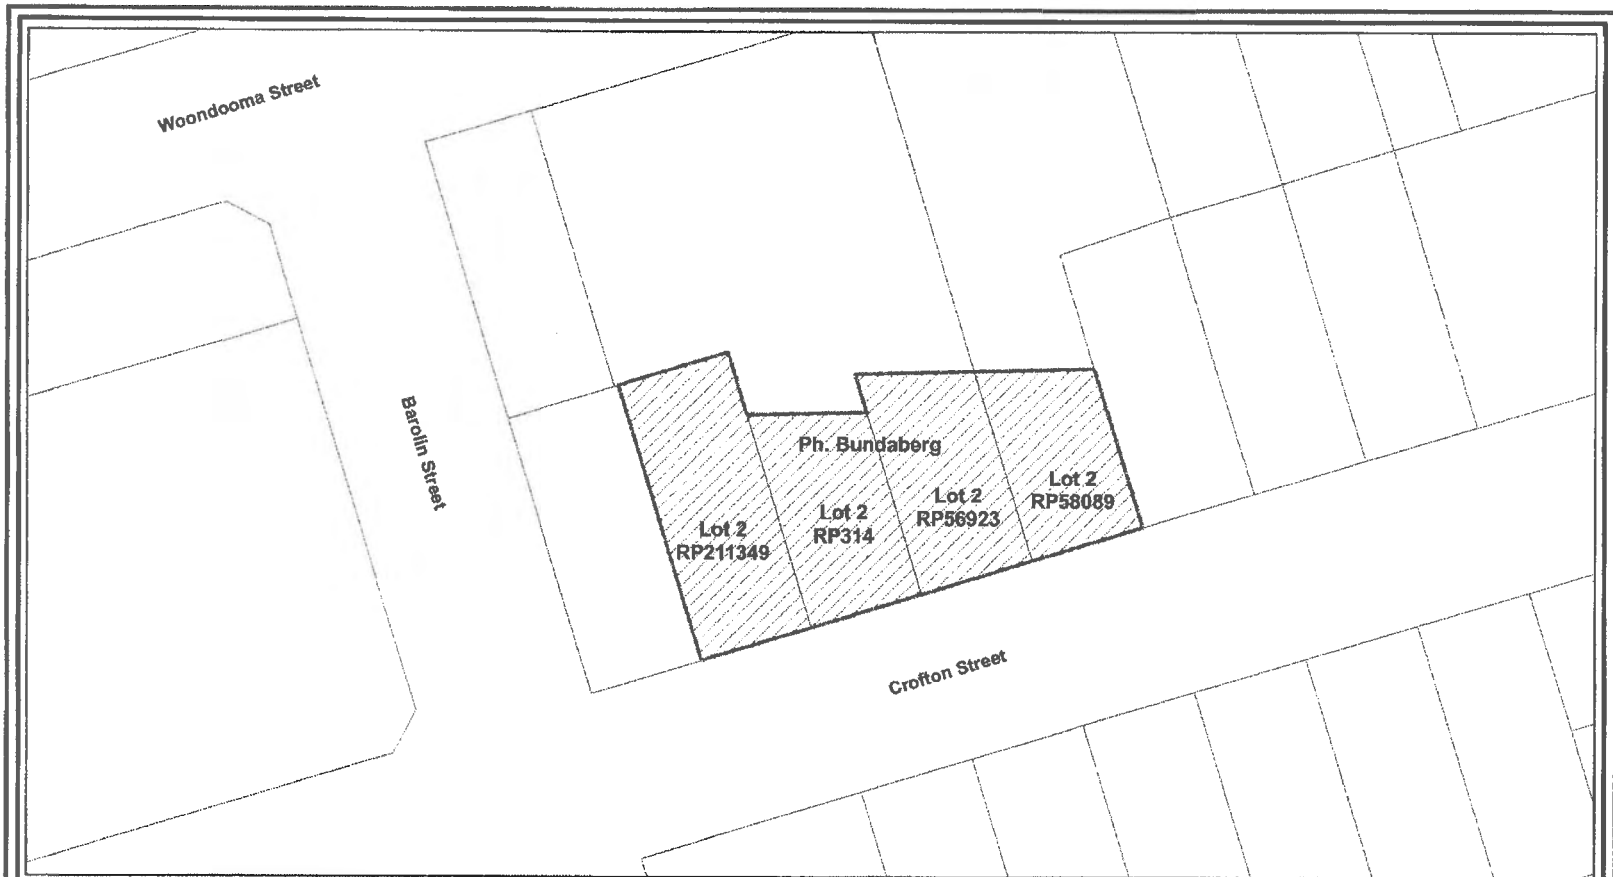 Woondooma Street
Barolin Street
Ph. Bundaberg
Lot 2
RP211349
Lot 2
RP314
Lot 2
RP56923
Lot 2
RP58089
Crofton Street